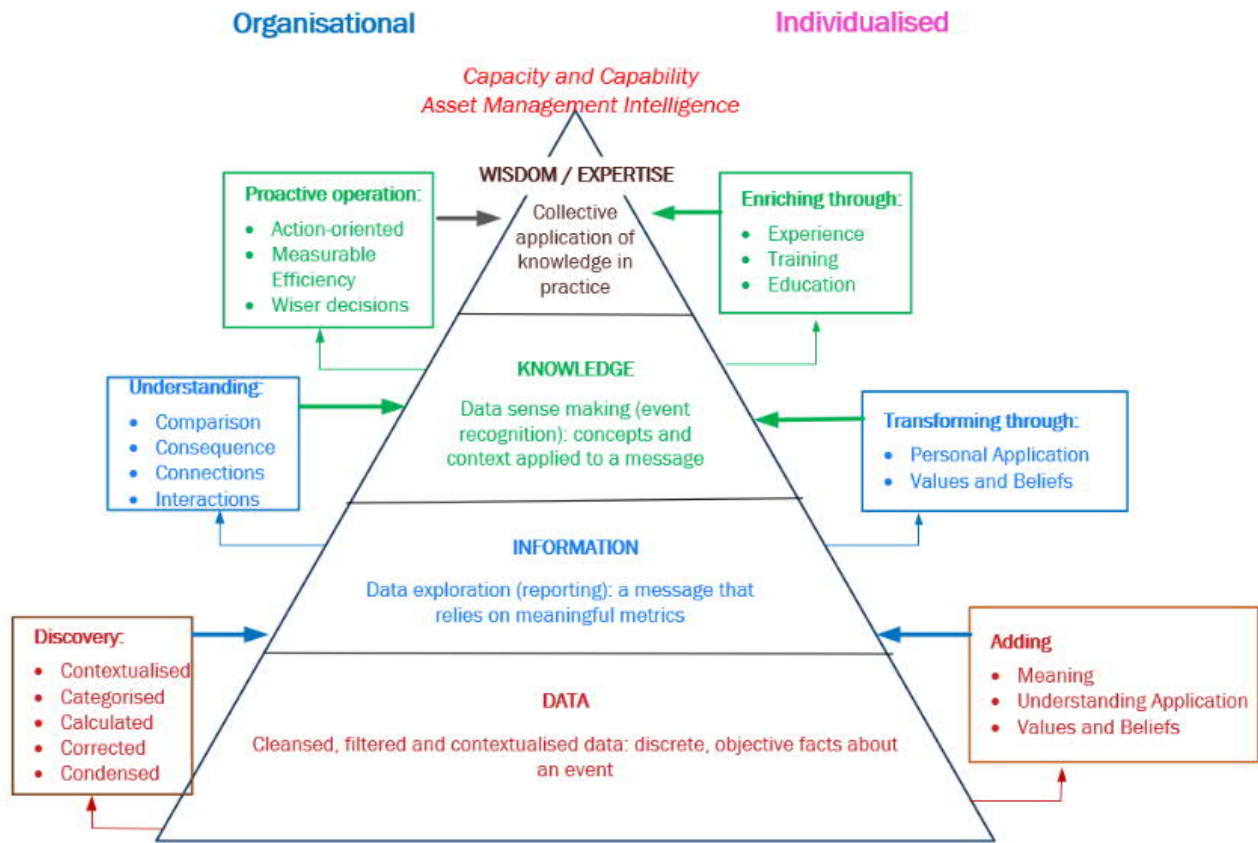 Organisational
Individualised
Capacity and Capability
Asset Management Intelligence
WISDOM / EXPERTISE
Collective
application of
knowledge in
practice
Proactive operation:
• Action-oriented
• Measurable
Efficiency
• Wiser decisions
Enriching through:
• Experience
• Training
• Education
KNOWLEDGE
Data sense making (event
recognition): concepts and
context applied to a message
Understanding:
• Comparison
• Consequence
• Connections
• Interactions
Transforming through:
• Personal Application
• Values and Beliefs
INFORMATION
Data exploration (reporting): a message that
relies on meaningful metrics
Discovery:
• Contextualised
• Categorised
• Calculated
• Corrected
• Condensed
Adding
• Meaning
• Understanding Application
• Values and Beliefs
DATA
Cleansed, filtered and contextualised data: discrete, objective facts about
an event